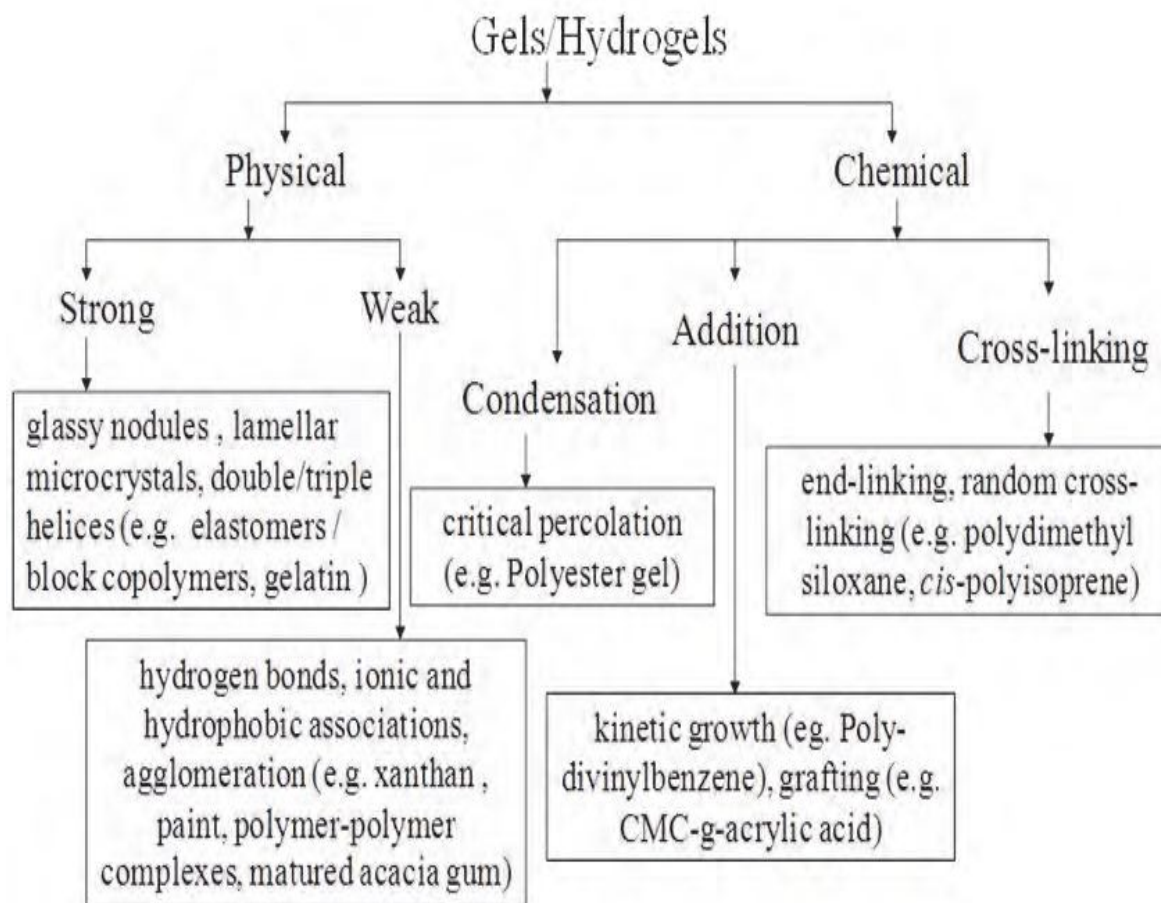 Gels/Hydrogels
Physical
Chemical
Strong
Weak
Condensation
Addition
Cross-linking
glassy nodules , lamellar
microcrystals, double/triple
helices (e.g. elastomers /
block copolymers, gelatin )
hydrogen bonds, ionic and
hydrophobic associations,
agglomeration (e.g. xanthan ,
paint, polymer-polymer
complexes, matured acacia gum)
critical percolation
(e.g. Polyester gel)
kinetic growth (eg. Poly-
divinylbenzene), grafting (e.g.
CMC-g-acrylic acid)
end-linking, random cross-
linking (e.g. polydimethyl
siloxane, cis-polyisoprene)